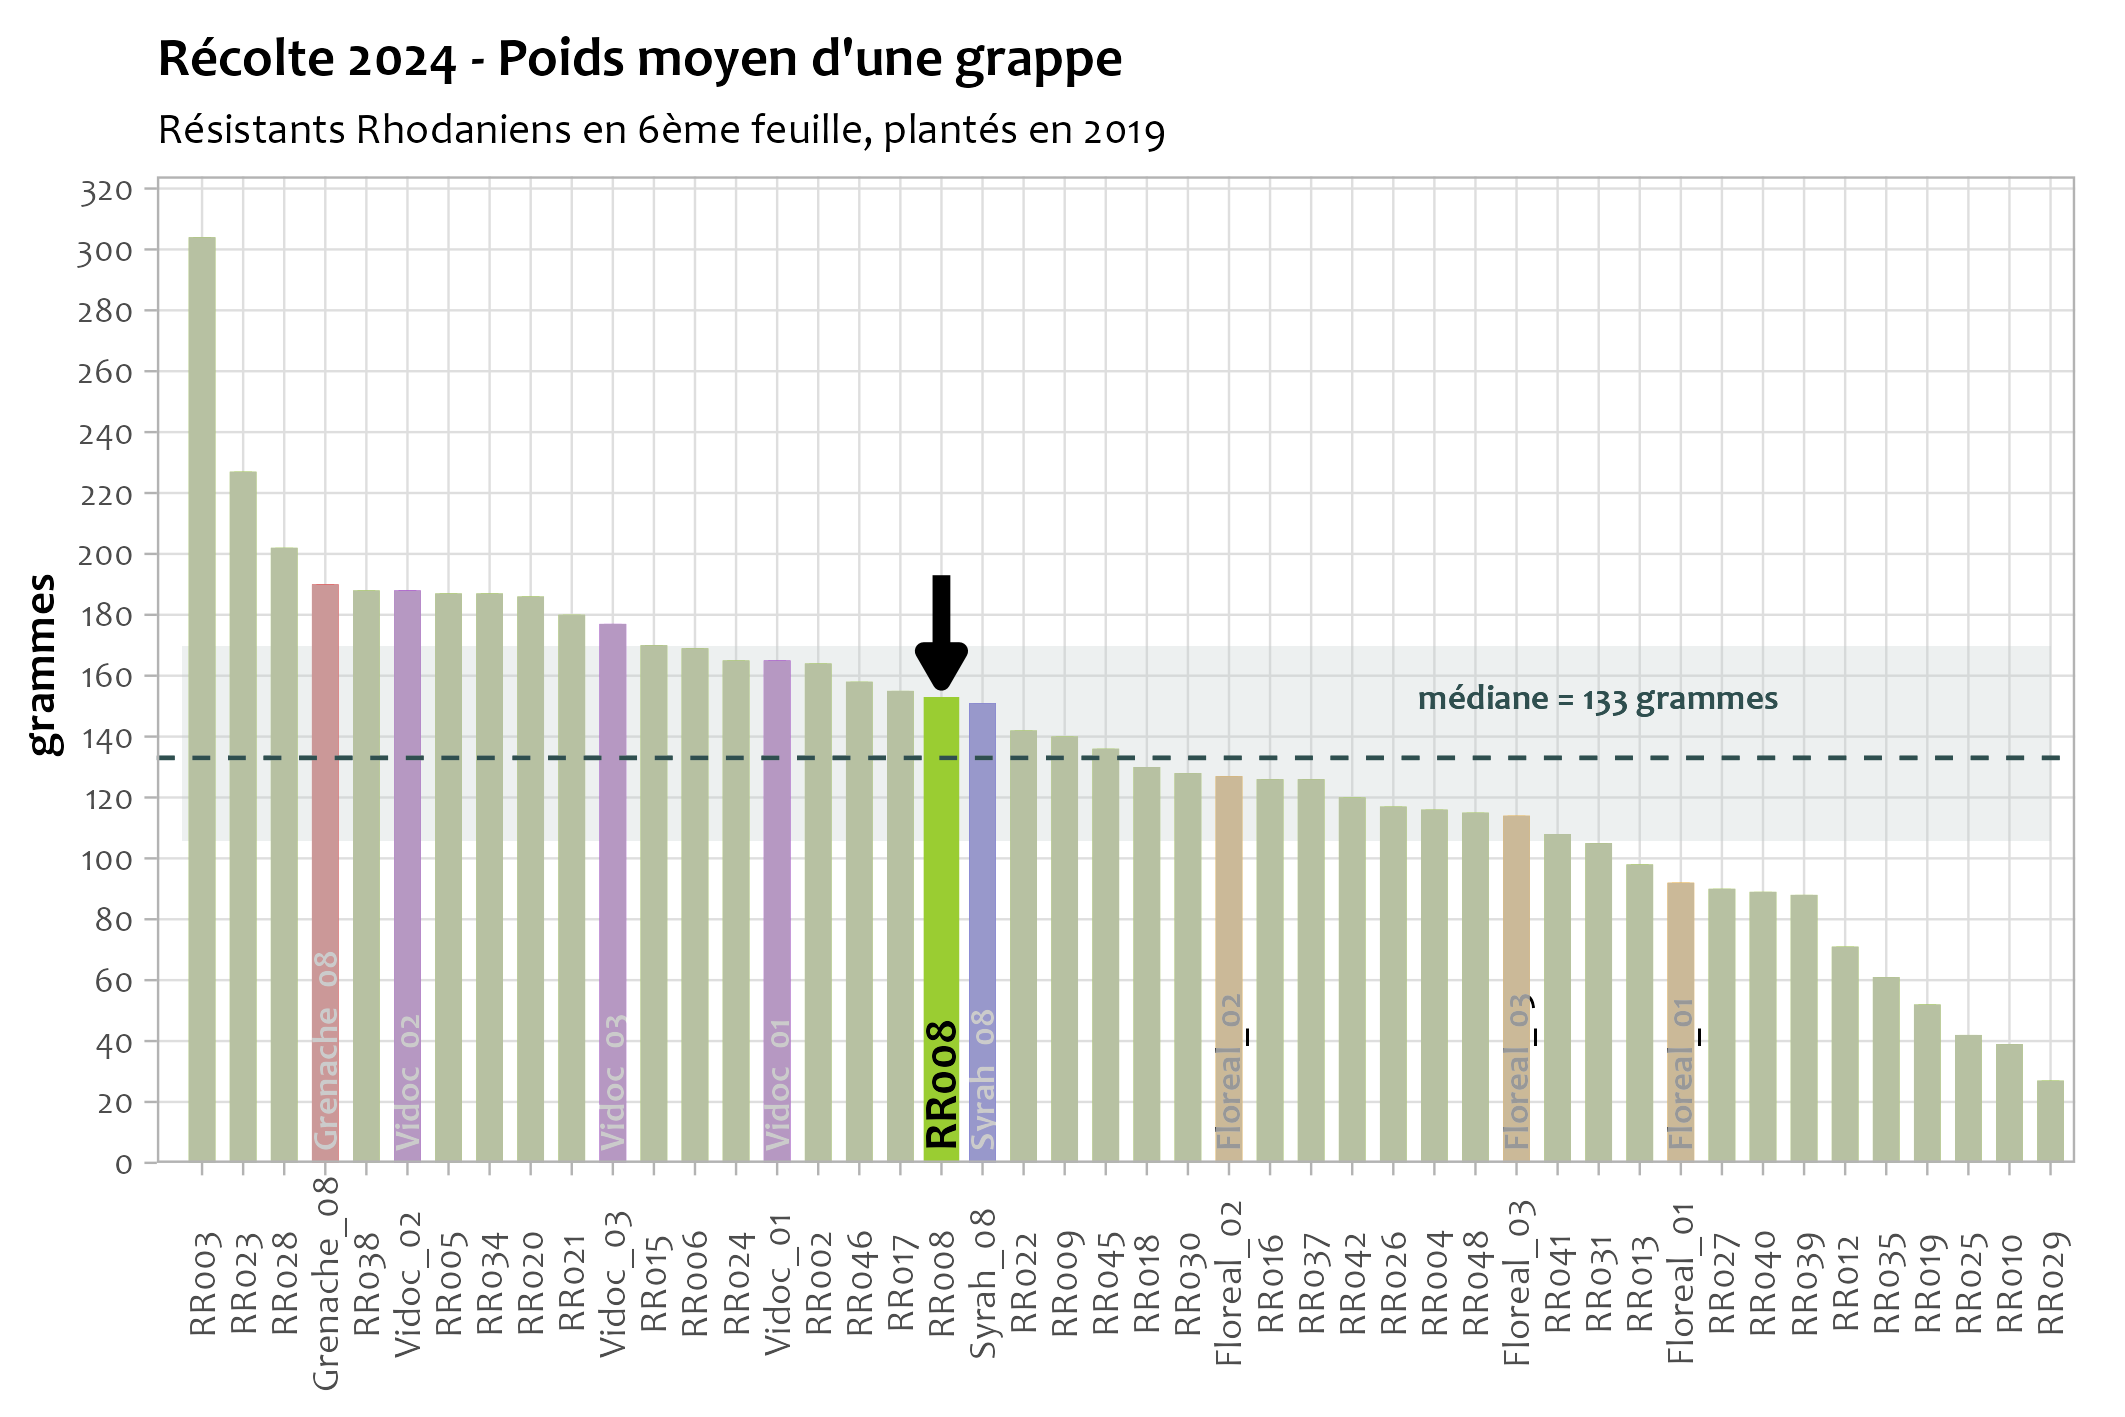 Récolte 2024 - Poids moyen d'une grappe
Résistants Rhodaniens en 6ème feuille, plantés en 2019
grammes
320
300
280
260
240
220
200
180
160
140
120
100
80
60
40
20
0
médiane = 133 grammes
Grenache_08
Vidoc_02
Vidoc_03
Vidoc_01
RR008
Syrah_08
Floreal_02
Floreal_03
Floreal_01
RR003
RR023
RR028
Grenache_08
RR038
Vidoc_02
RR005
RR034
RR020
RR021
Vidoc_03
RR015
RR006
RR024
Vidoc_01
RR002
RR046
RR017
RR008
Syrah_08
RR022
RR009
RR045
RR018
RR030
Floreal_02
RR016
RR037
RR042
RR026
RR004
RR048
Floreal_03
RR041
RR031
RR013
Floreal_01
RR027
RR040
RR039
RR012
RR035
RR019
RR025
RR010
RR029